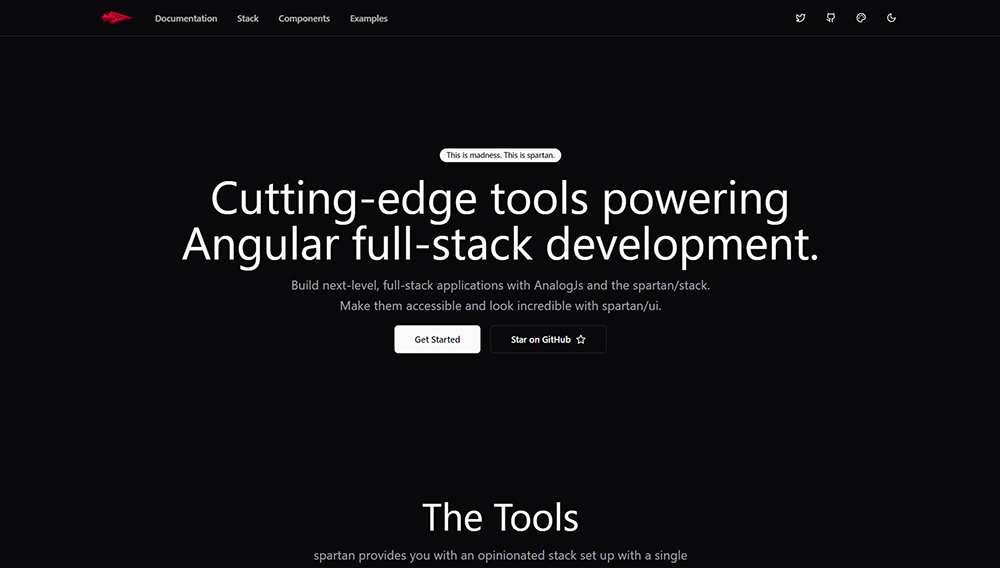 Documentation Stack Components Examples
This is madness. This is spartan.
Cutting-edge tools powering
Angular full-stack development.
Build next-level, full-stack applications with AnalogJs and the spartan/stack.
Make them accessible and look incredible with spartan/ui.
Get Started Star on GitHub
The Tools
spartan provides you with an opinionated stack set up with a single